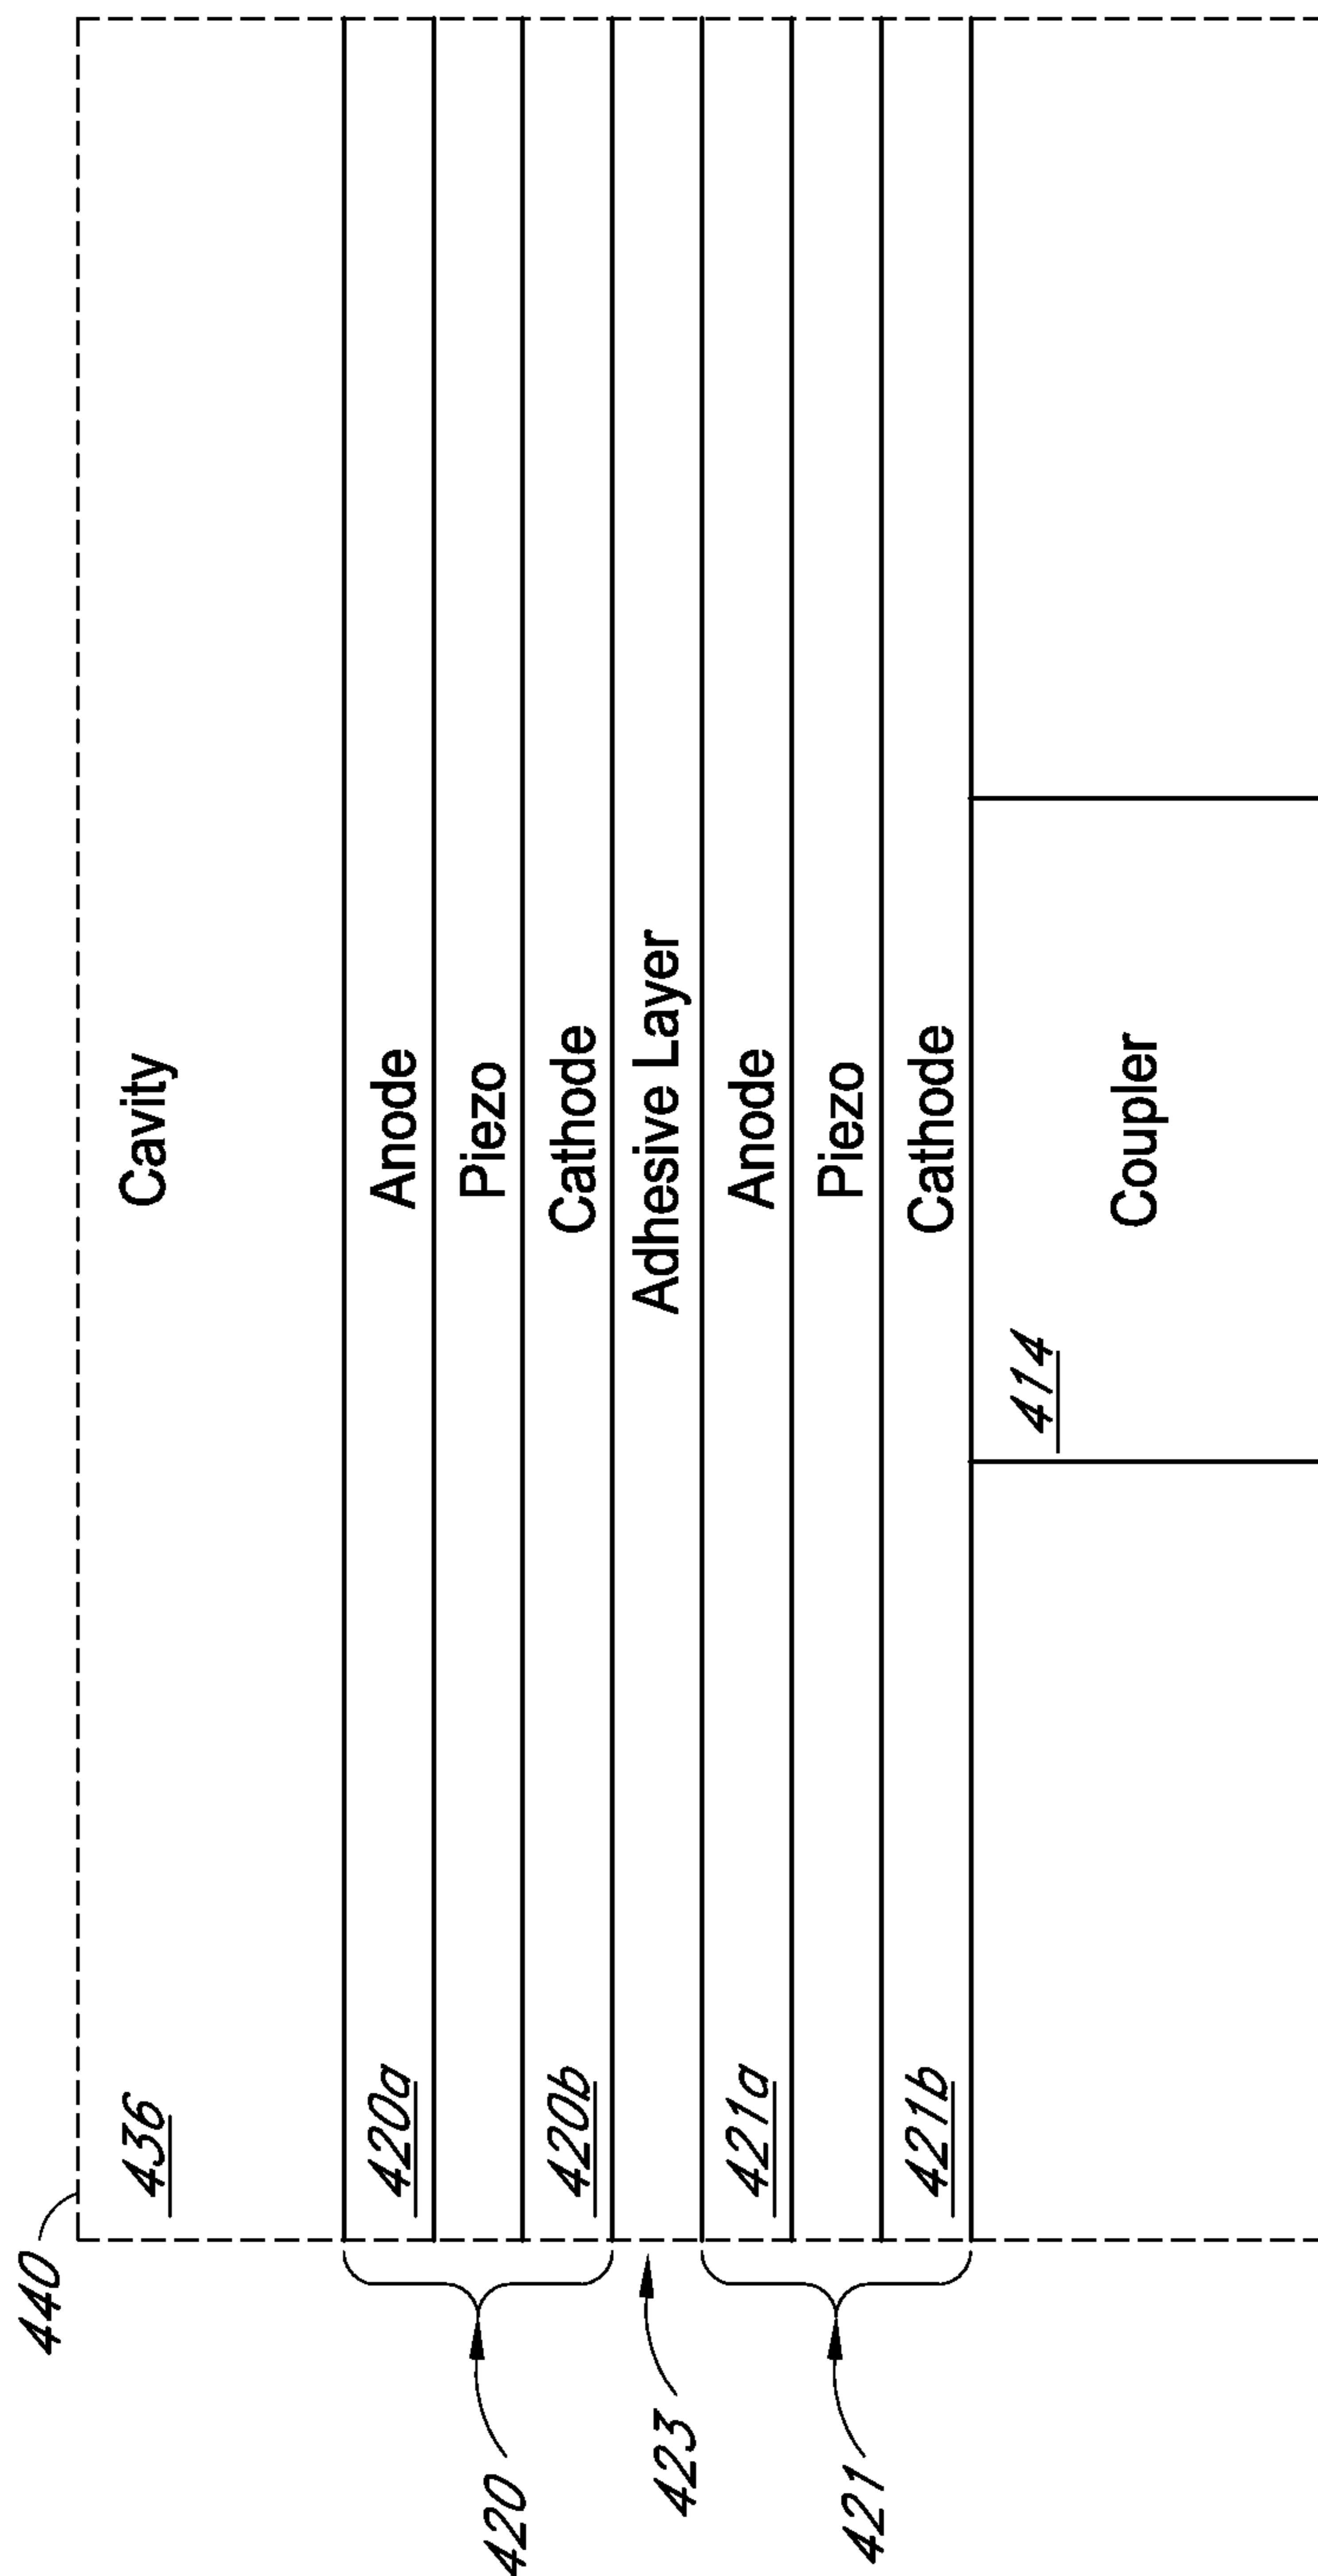 440
436
Cavity
420
420a
Anode
Piezo
420b
Cathode
423
Adhesive Layer
421
421a
Anode
Piezo
421b
Cathode
414
Coupler